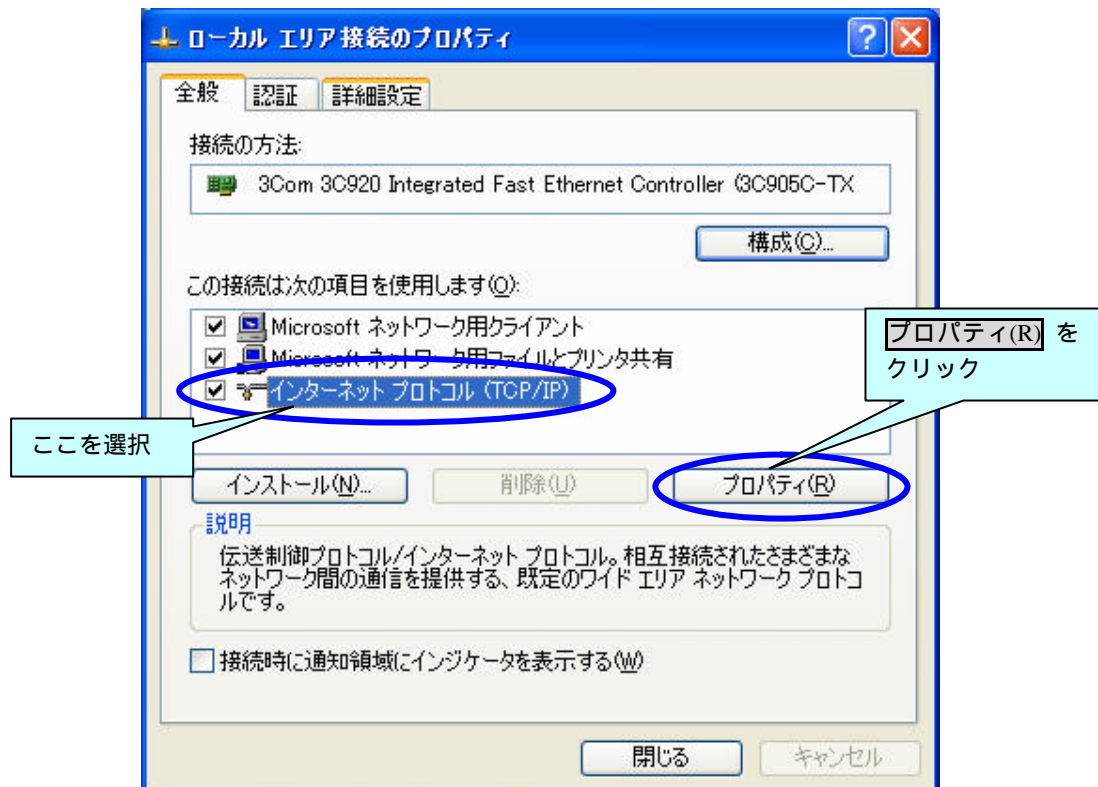 ローカル エリア接続のプロパティ
全般 認証 詳細設定
接続の方法:
3Com 3C920 Integrated Fast Ethernet Controller (3C905C-TX
構成(C)...
この接続は次の項目を使用します(O):
Microsoft ネットワーク用クライアント
Microsoft ネットワーク用ファイルとプリンタ共有
インターネット プロトコル (TCP/IP)
プロパティ(R) を
クリック
ここを選択
インストール(N)... 削除(U) プロパティ(R)
説明
伝送制御プロトコル/インターネット プロトコル。相互接続されたさまざまな
ネットワーク間の通信を提供する、既定のワイド エリア ネットワーク プロトコ
ルです。
接続時に通知領域にインジケータを表示する(W)
閉じる キャンセル